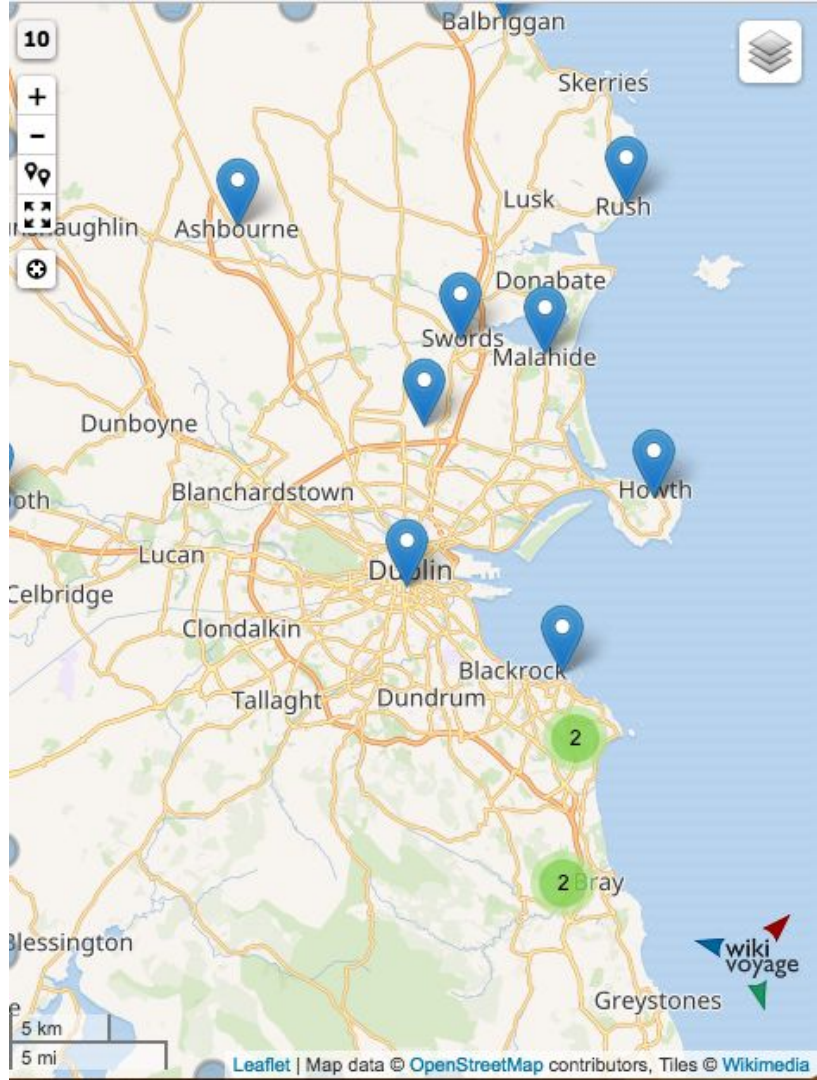 10
Balbriggan
+
Skerries
-
Lusk
Rush
Ashbourne
aughlin
Donabate
Swords
Malahide
Dunboyne
Blanchardstown
Howth
oth
Lucan
Dublin
Celbridge
Clondalkin
Blackrock
Tallaght
Dundrum
2
2
Bray
Blessington
wiki
voyage
Greystones
e
5 km
5 mi
Leaflet | Map data © OpenStreetMap contributors, Tiles © Wikimedia